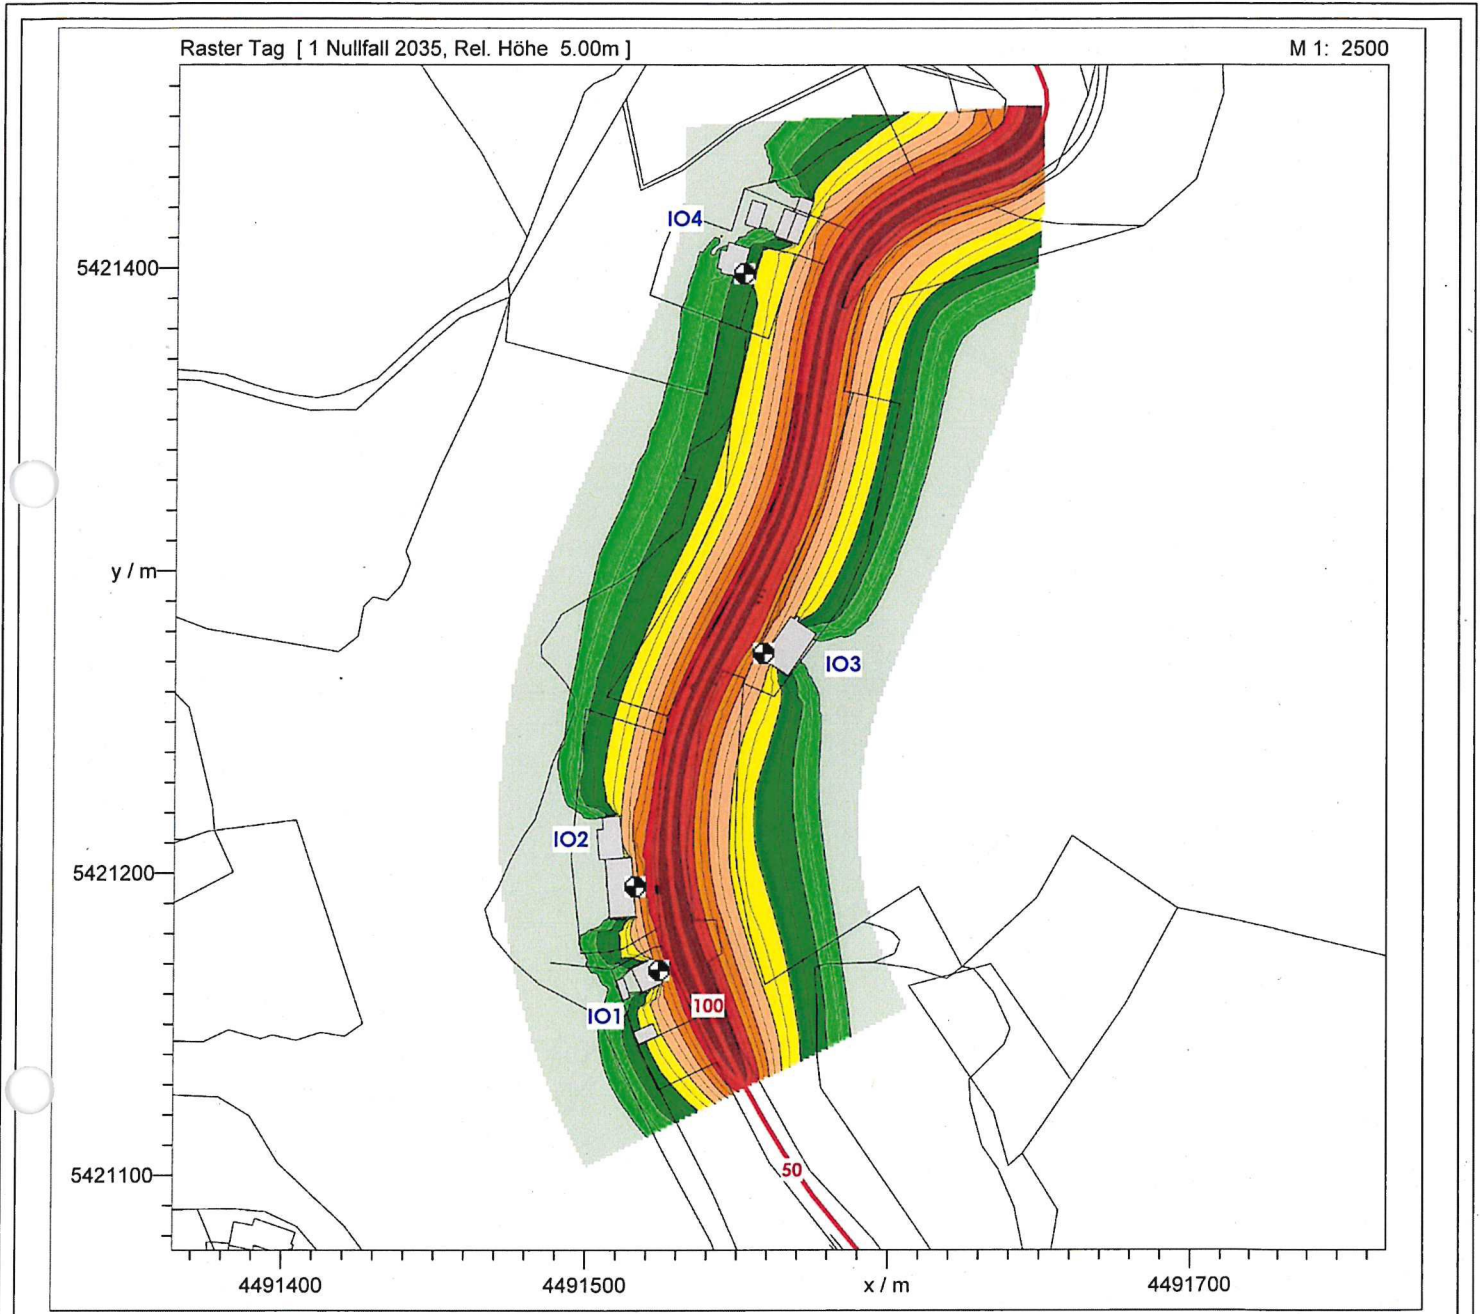 Raster Tag [ 1 Nullfall 2035, Rel. Höhe 5.00m ]
M 1: 2500
IO4
5421400
y / m
IO3
IO2
5421200
IO1
100
50
5421100
4491400
4491500
x / m
4491700